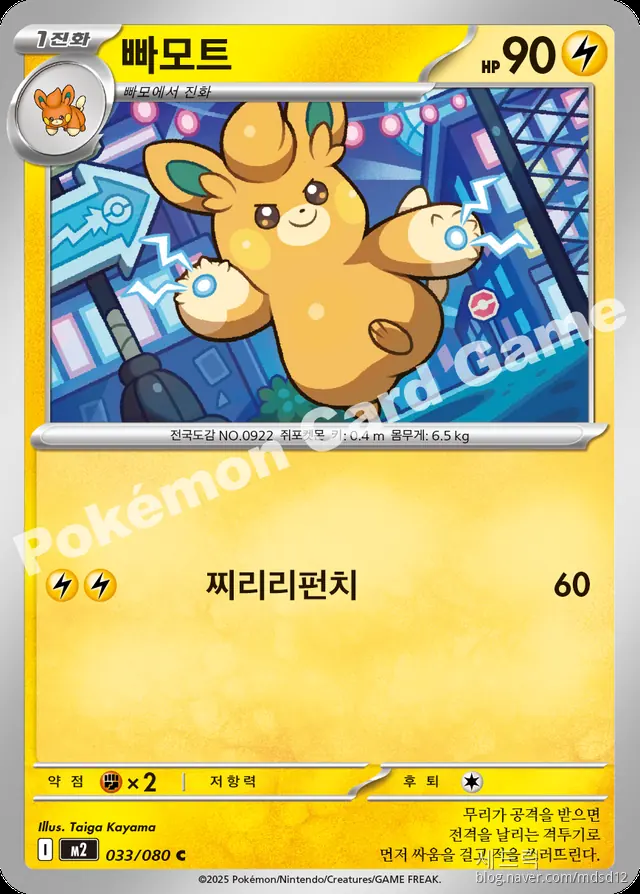 1진화
빠모트
HP 90
빠모에서 진화
전국도감 NO.0922 쥐포켓몬 키: 0.4 m 몸무게: 6.5 kg
Pokémon Card Game
찌리리펀치 60
약점 ×2 저항력 후퇴
Illus. Taiga Kayama
무리가 공격을 받으면
전격을 날리는 격투기로
먼저 싸움을 걸고 적을 쓰러뜨린다.
I m2 033/080 C
blog.naver.com/mdsd12
©2025 Pokémon/Nintendo/Creatures/GAME FREAK.